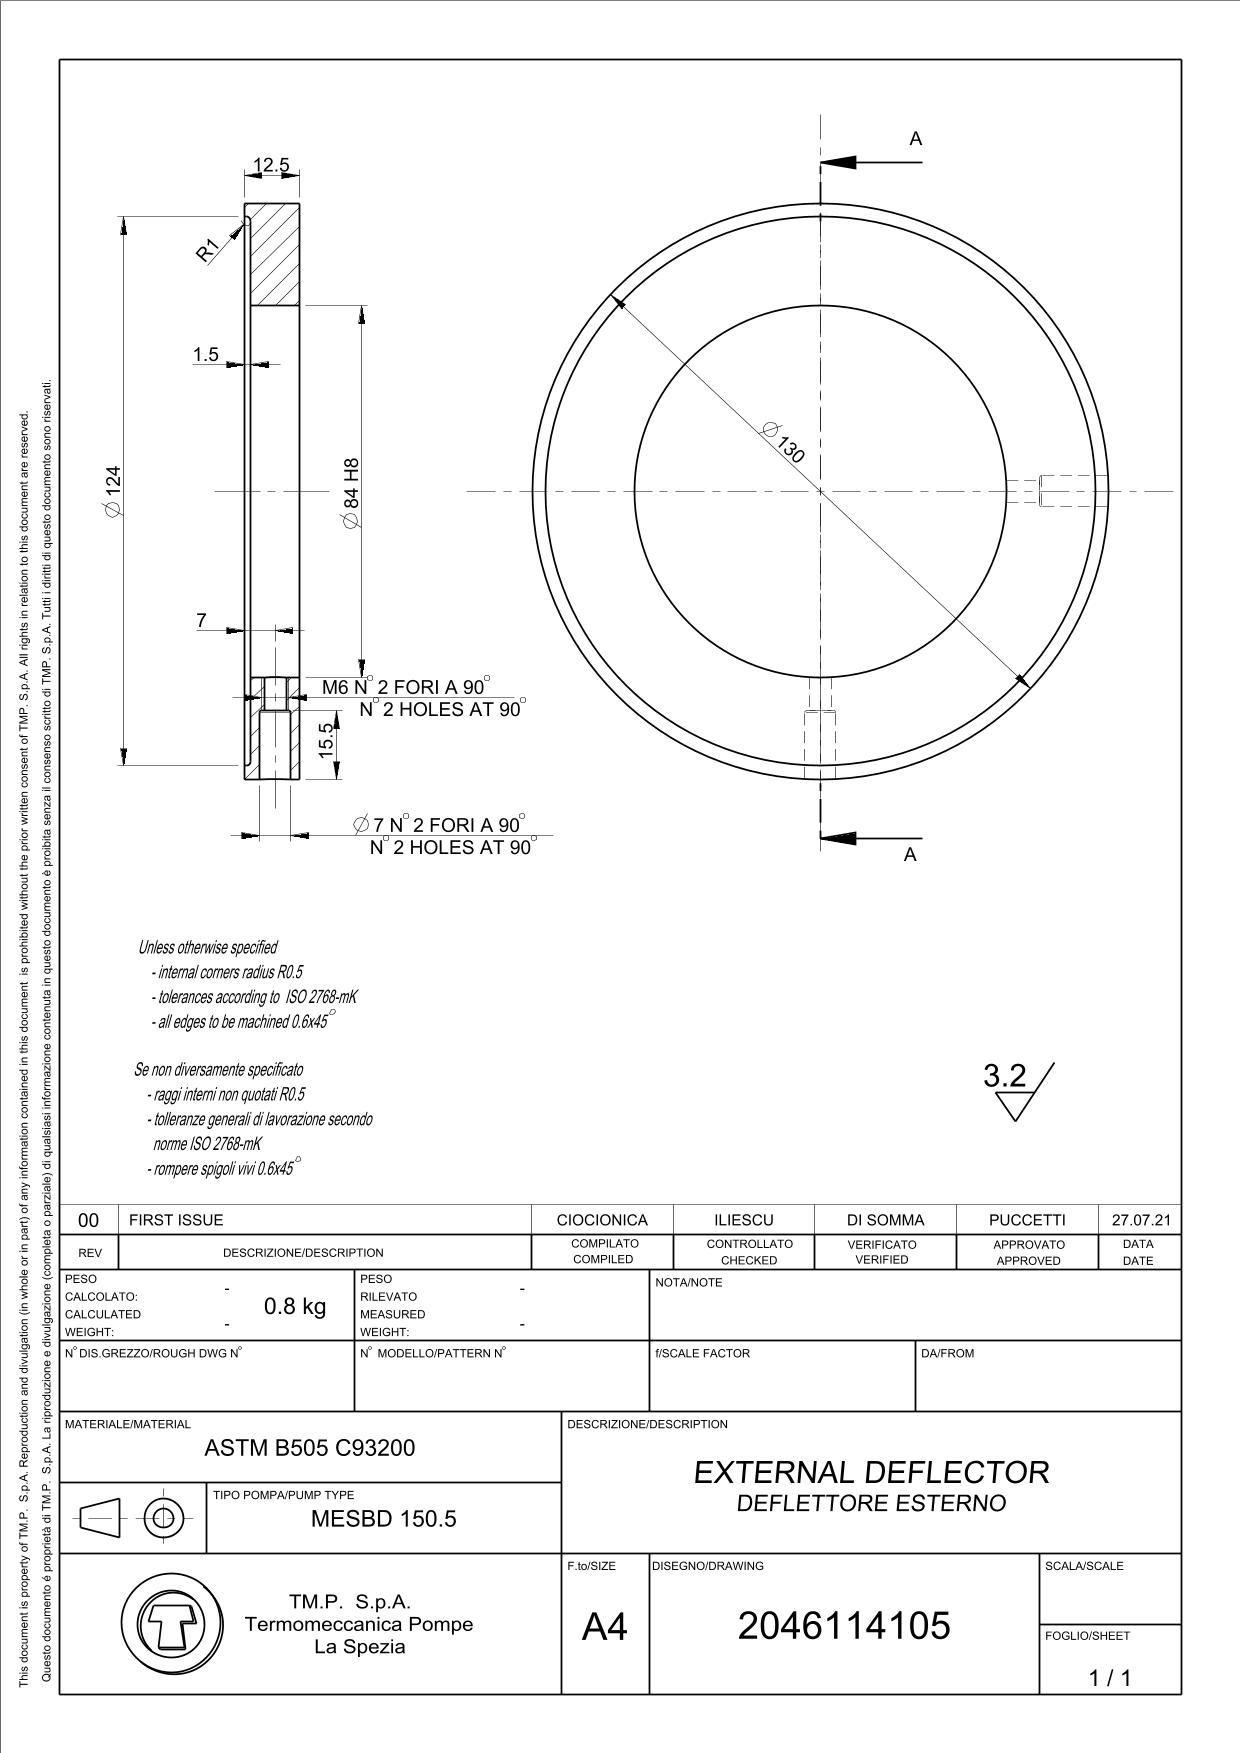 A
12.5
R1
1.5
Ø 124
Ø 84 H8
Ø 130
7
M6 N° 2 FORI A 90°
N° 2 HOLES AT 90°
15.5
Ø 7 N° 2 FORI A 90°
N° 2 HOLES AT 90°
A
Unless otherwise specified
- internal corners radius R0.5
- tolerances according to ISO 2768-mK
- all edges to be machined 0.6x45°
Se non diversamente specificato
- raggi interni non quotati R0.5
- tolleranze generali di lavorazione secondo
norme ISO 2768-mK
- rompere spigoli vivi 0.6x45°
3.2
This document is property of TM.P. S.p.A. Reproduction and divulgation (in whole or in part) of any information contained in this document is prohibited without the prior written consent of TMP. S.p.A. All rights in relation to this document are reserved.
Questo documento è proprietà di TM.P. S.p.A. La riproduzione e divulgazione (completa o parziale) di qualsiasi informazione contenuta in questo documento è proibita senza il consenso scritto di TMP. S.p.A. Tutti i diritti di questo documento sono riservati.
00 FIRST ISSUE CIOCIONICA ILIESCU DI SOMMA PUCCETTI 27.07.21
REV DESCRIZIONE/DESCRIPTION
COMPILATO
COMPILED
CONTROLLATO
CHECKED
VERIFICATO
VERIFIED
APPROVATO
APPROVED
DATA
DATE
PESO
CALCOLATO: -
CALCULATED
WEIGHT: -
0.8 kg
PESO
RILEVATO -
MEASURED
WEIGHT: -
NOTA/NOTE
N° DIS.GREZZO/ROUGH DWG N°
N° MODELLO/PATTERN N°
f/SCALE FACTOR
DA/FROM
MATERIALE/MATERIAL
ASTM B505 C93200
DESCRIZIONE/DESCRIPTION
EXTERNAL DEFLECTOR
DEFLETTORE ESTERNO
TIPO POMPA/PUMP TYPE
MESBD 150.5
TM.P. S.p.A.
Termomeccanica Pompe
La Spezia
F.to/SIZE
A4
DISEGNO/DRAWING
2046114105
SCALA/SCALE
FOGLIO/SHEET
1 / 1